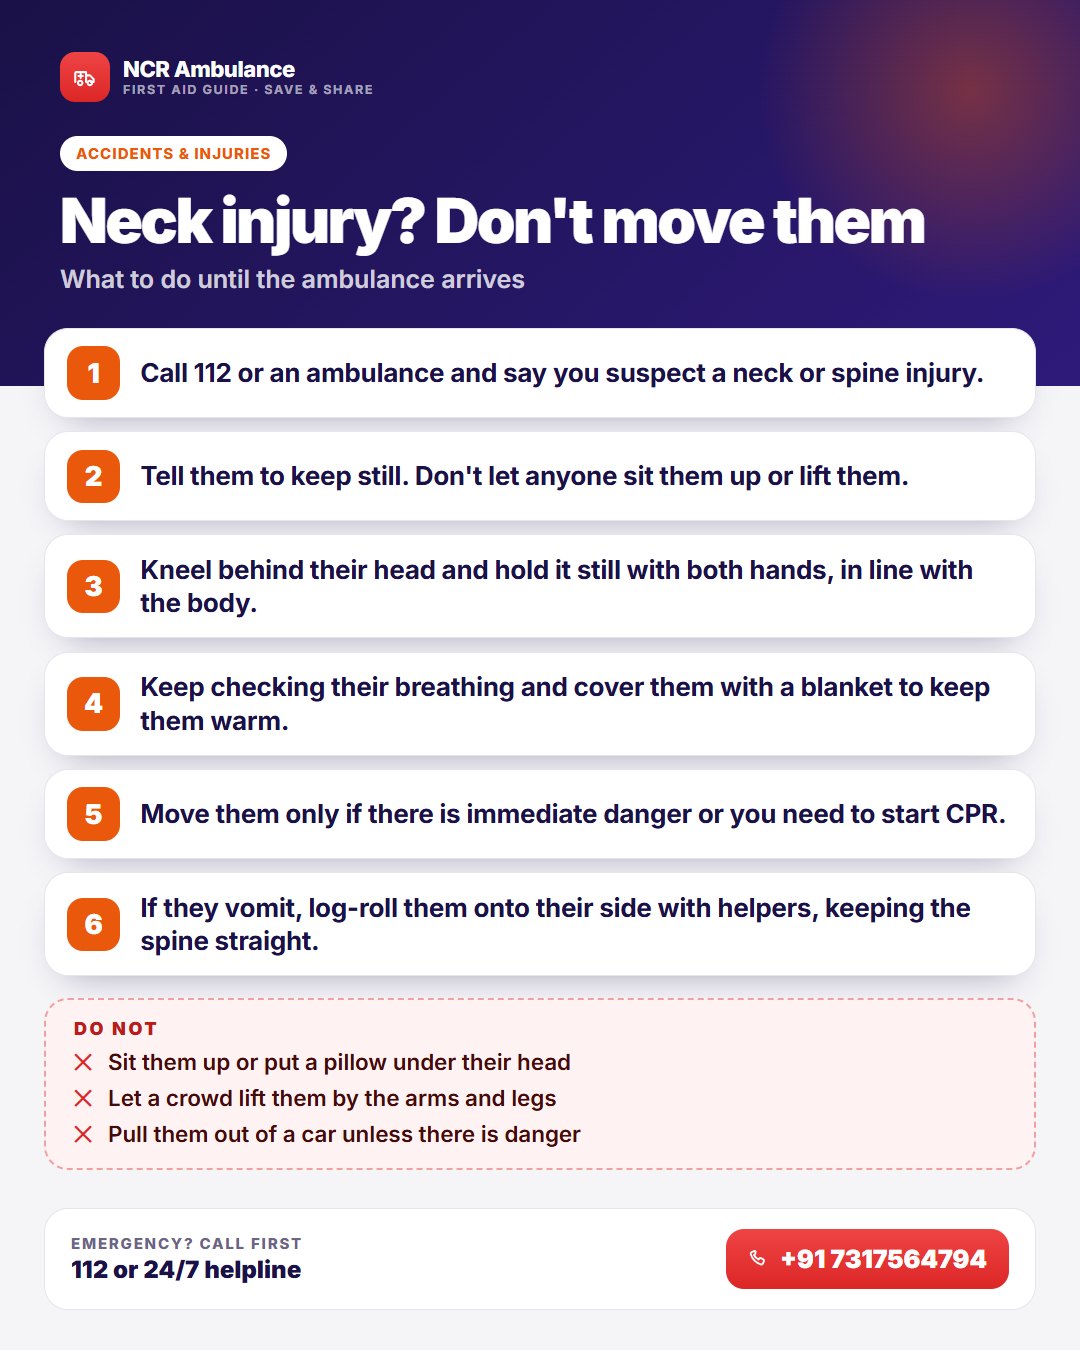 NCR Ambulance
FIRST AID GUIDE · SAVE & SHARE
ACCIDENTS & INJURIES
Neck injury? Don't move them
What to do until the ambulance arrives
1 Call 112 or an ambulance and say you suspect a neck or spine injury.
2 Tell them to keep still. Don't let anyone sit them up or lift them.
3 Kneel behind their head and hold it still with both hands, in line with
the body.
4 Keep checking their breathing and cover them with a blanket to keep
them warm.
5 Move them only if there is immediate danger or you need to start CPR.
6 If they vomit, log-roll them onto their side with helpers, keeping the
spine straight.
DO NOT
Sit them up or put a pillow under their head
Let a crowd lift them by the arms and legs
Pull them out of a car unless there is danger
EMERGENCY? CALL FIRST
112 or 24/7 helpline
+91 7317564794